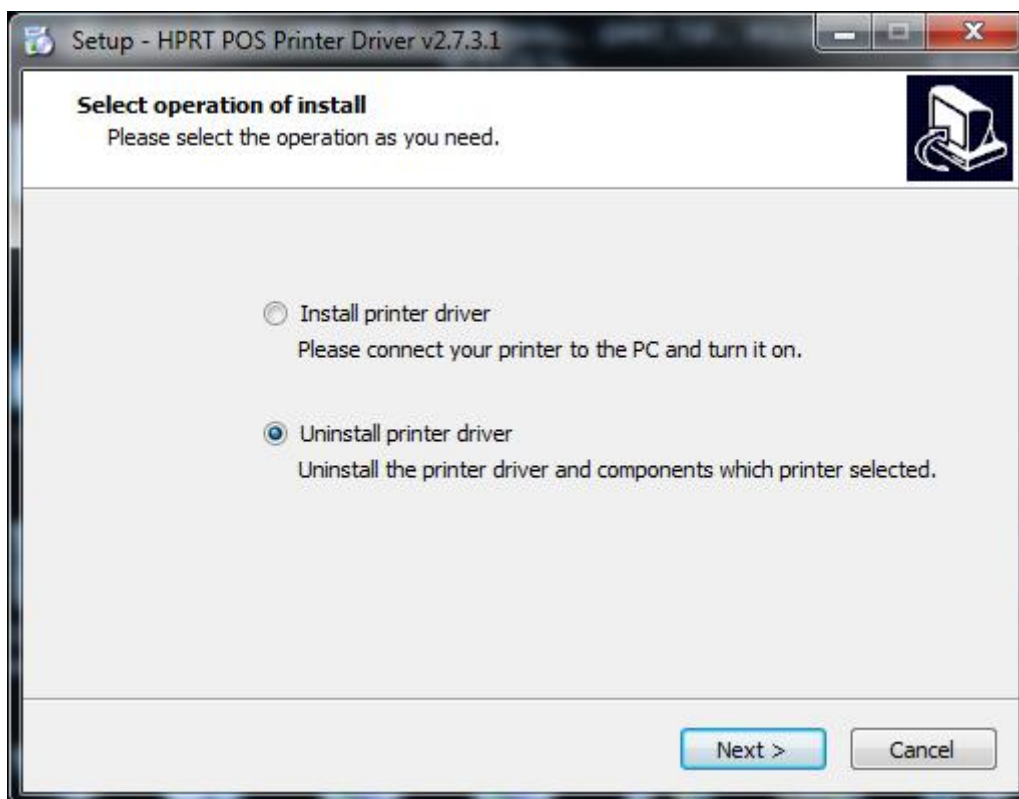 Setup - HPRT POS Printer Driver v2.7.3.1
Select operation of install
Please select the operation as you need.
Install printer driver
Please connect your printer to the PC and turn it on.
Uninstall printer driver
Uninstall the printer driver and components which printer selected.
Next >
Cancel